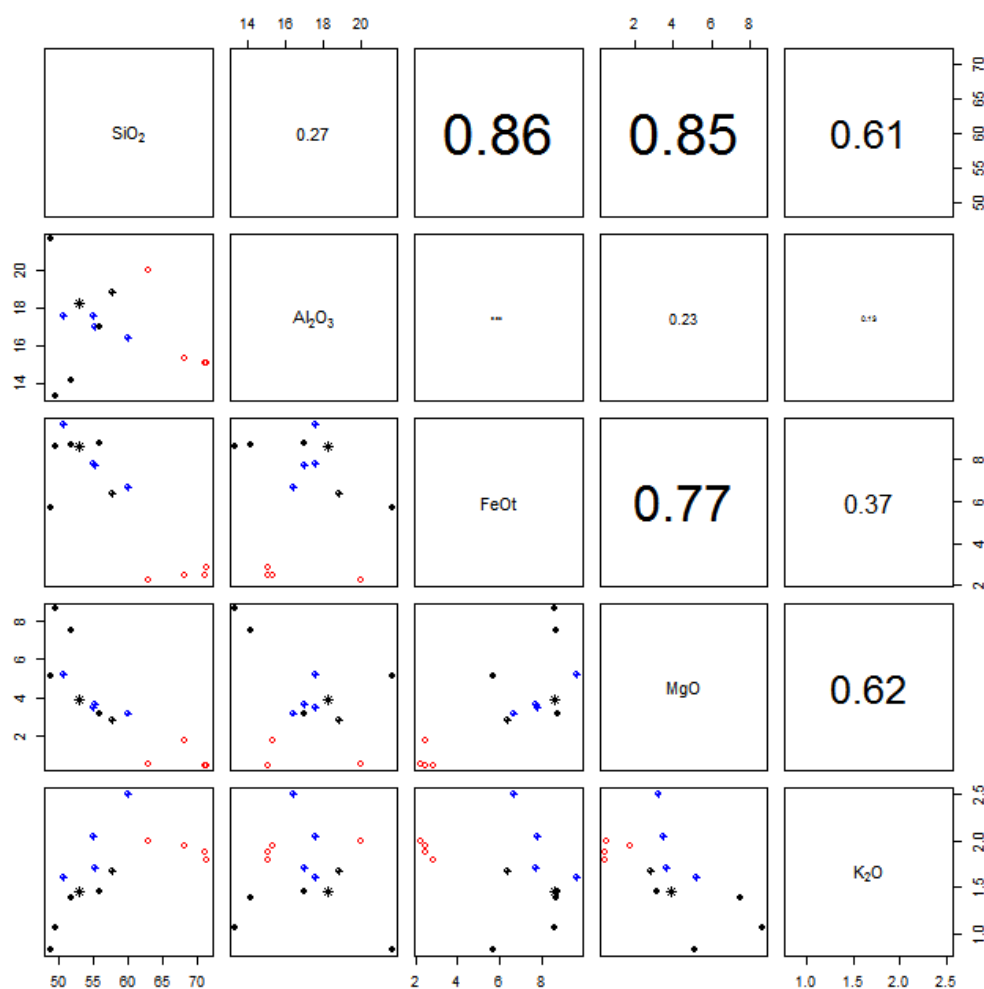 14 16 18 20 2 4 6 8
SiO₂ 0.27 0.86 0.85 0.61
50 55 60 65 70
Al₂O₃ 0.23 0.19
14 16 18 20
FeOt 0.77 0.37
2 4 6 8
MgO 0.62
2 4 6 8
K₂O
1.0 1.5 2.0 2.5
50 55 60 65 70 2 4 6 8 1.0 1.5 2.0 2.5